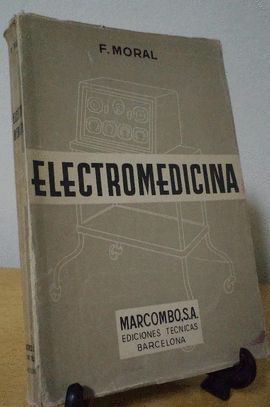 F. MORAL
ELECTROMEDICINA
MARCOMBO, S.A.
EDICIONES TECNICAS
BARCELONA